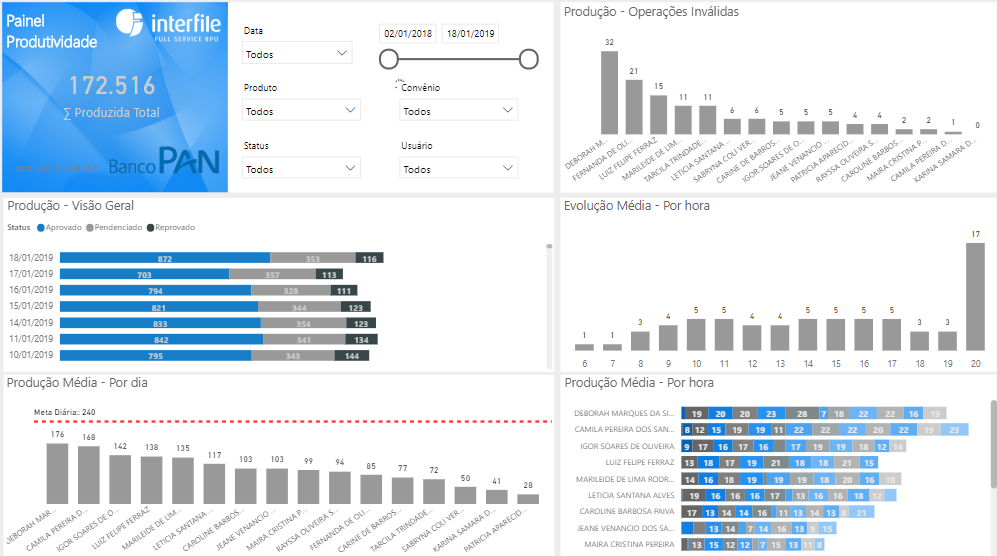 Painel
Produtividade
interfile
FULL SERVICE BPO
172.516
∑ Produzida Total
Banco PAN
Data
Todos
02/01/2018 18/01/2019
Produto
Todos
Convênio
Todos
Status
Todos
Usuário
Todos
Produção - Operações Inválidas
32 21 15 11 11 6 6 5 5 5 4 4 2 2 1 0
DEBORAH M...
FERNANDA DE OLI...
LUIZ FELIPE FERRAZ
MARILEIDE DE LIM...
TARCILA TRINDADE...
LETICIA SANTANA ...
SABRYNA COLI VER...
CARINE DE BARROS...
IGOR SOARES DE O...
JEANE VENANCIO ...
PATRICIA APARECID...
RAYSSA OLIVEIRA S...
CAROLINE BARBOS...
MAIRA CRISTINA P...
CAMILA PEREIRA D...
KARINA SAMARA D...
Produção - Visão Geral
Status Aprovado Pendenciado Reprovado
18/01/2019 872 353 116
17/01/2019 703 357 113
16/01/2019 794 328 111
15/01/2019 821 344 123
14/01/2019 833 354 123
11/01/2019 842 341 134
10/01/2019 795 343 144
Evolução Média - Por hora
1 1 3 4 5 5 4 4 5 5 5 5 3 3 17
6 7 8 9 10 11 12 13 14 15 16 17 18 19 20
Produção Média - Por dia
Meta Diária:: 240
176 168 142 138 135 117 103 103 99 94 85 77 72 50 41 28
DEBORAH MAR...
CAMILA PEREIRA D...
IGOR SOARES DE O...
LUIZ FELIPE FERRAZ
MARILEIDE DE LIM...
LETICIA SANTANA ...
CAROLINE BARBOS...
JEANE VENANCIO ...
MAIRA CRISTINA P...
RAYSSA OLIVEIRA S...
FERNANDA DE OLI...
CARINE DE BARROS...
TARCILA TRINDADE...
SABRYNA COLI VER...
KARINA SAMARA D...
PATRICIA APARECID...
Produção Média - Por hora
DEBORAH MARQUES DA SI... 19 20 20 23 28 7 18 22 22 16 19
CAMILA PEREIRA DOS SAN... 8 12 15 19 19 11 22 22 22 20 22 19 23
IGOR SOARES DE OLIVEIRA 9 17 16 17 16 7 17 19 19 18 12 14
LUIZ FELIPE FERRAZ 13 18 17 19 21 18 18 21 15
MARILEIDE DE LIMA RODR... 14 16 18 19 19 19 18 20 16 18
LETICIA SANTANA ALVES 19 16 16 16 17 13 16 16 18 12
CAROLINE BARBOSA PAIVA 17 13 14 14 16 11 13 14 13 8 21
JEANE VENANCIO DOS SA... 13 14 7 14 16 13 9 15
MAIRA CRISTINA PEREIRA 13 15 12 12 7 15 13 11 8